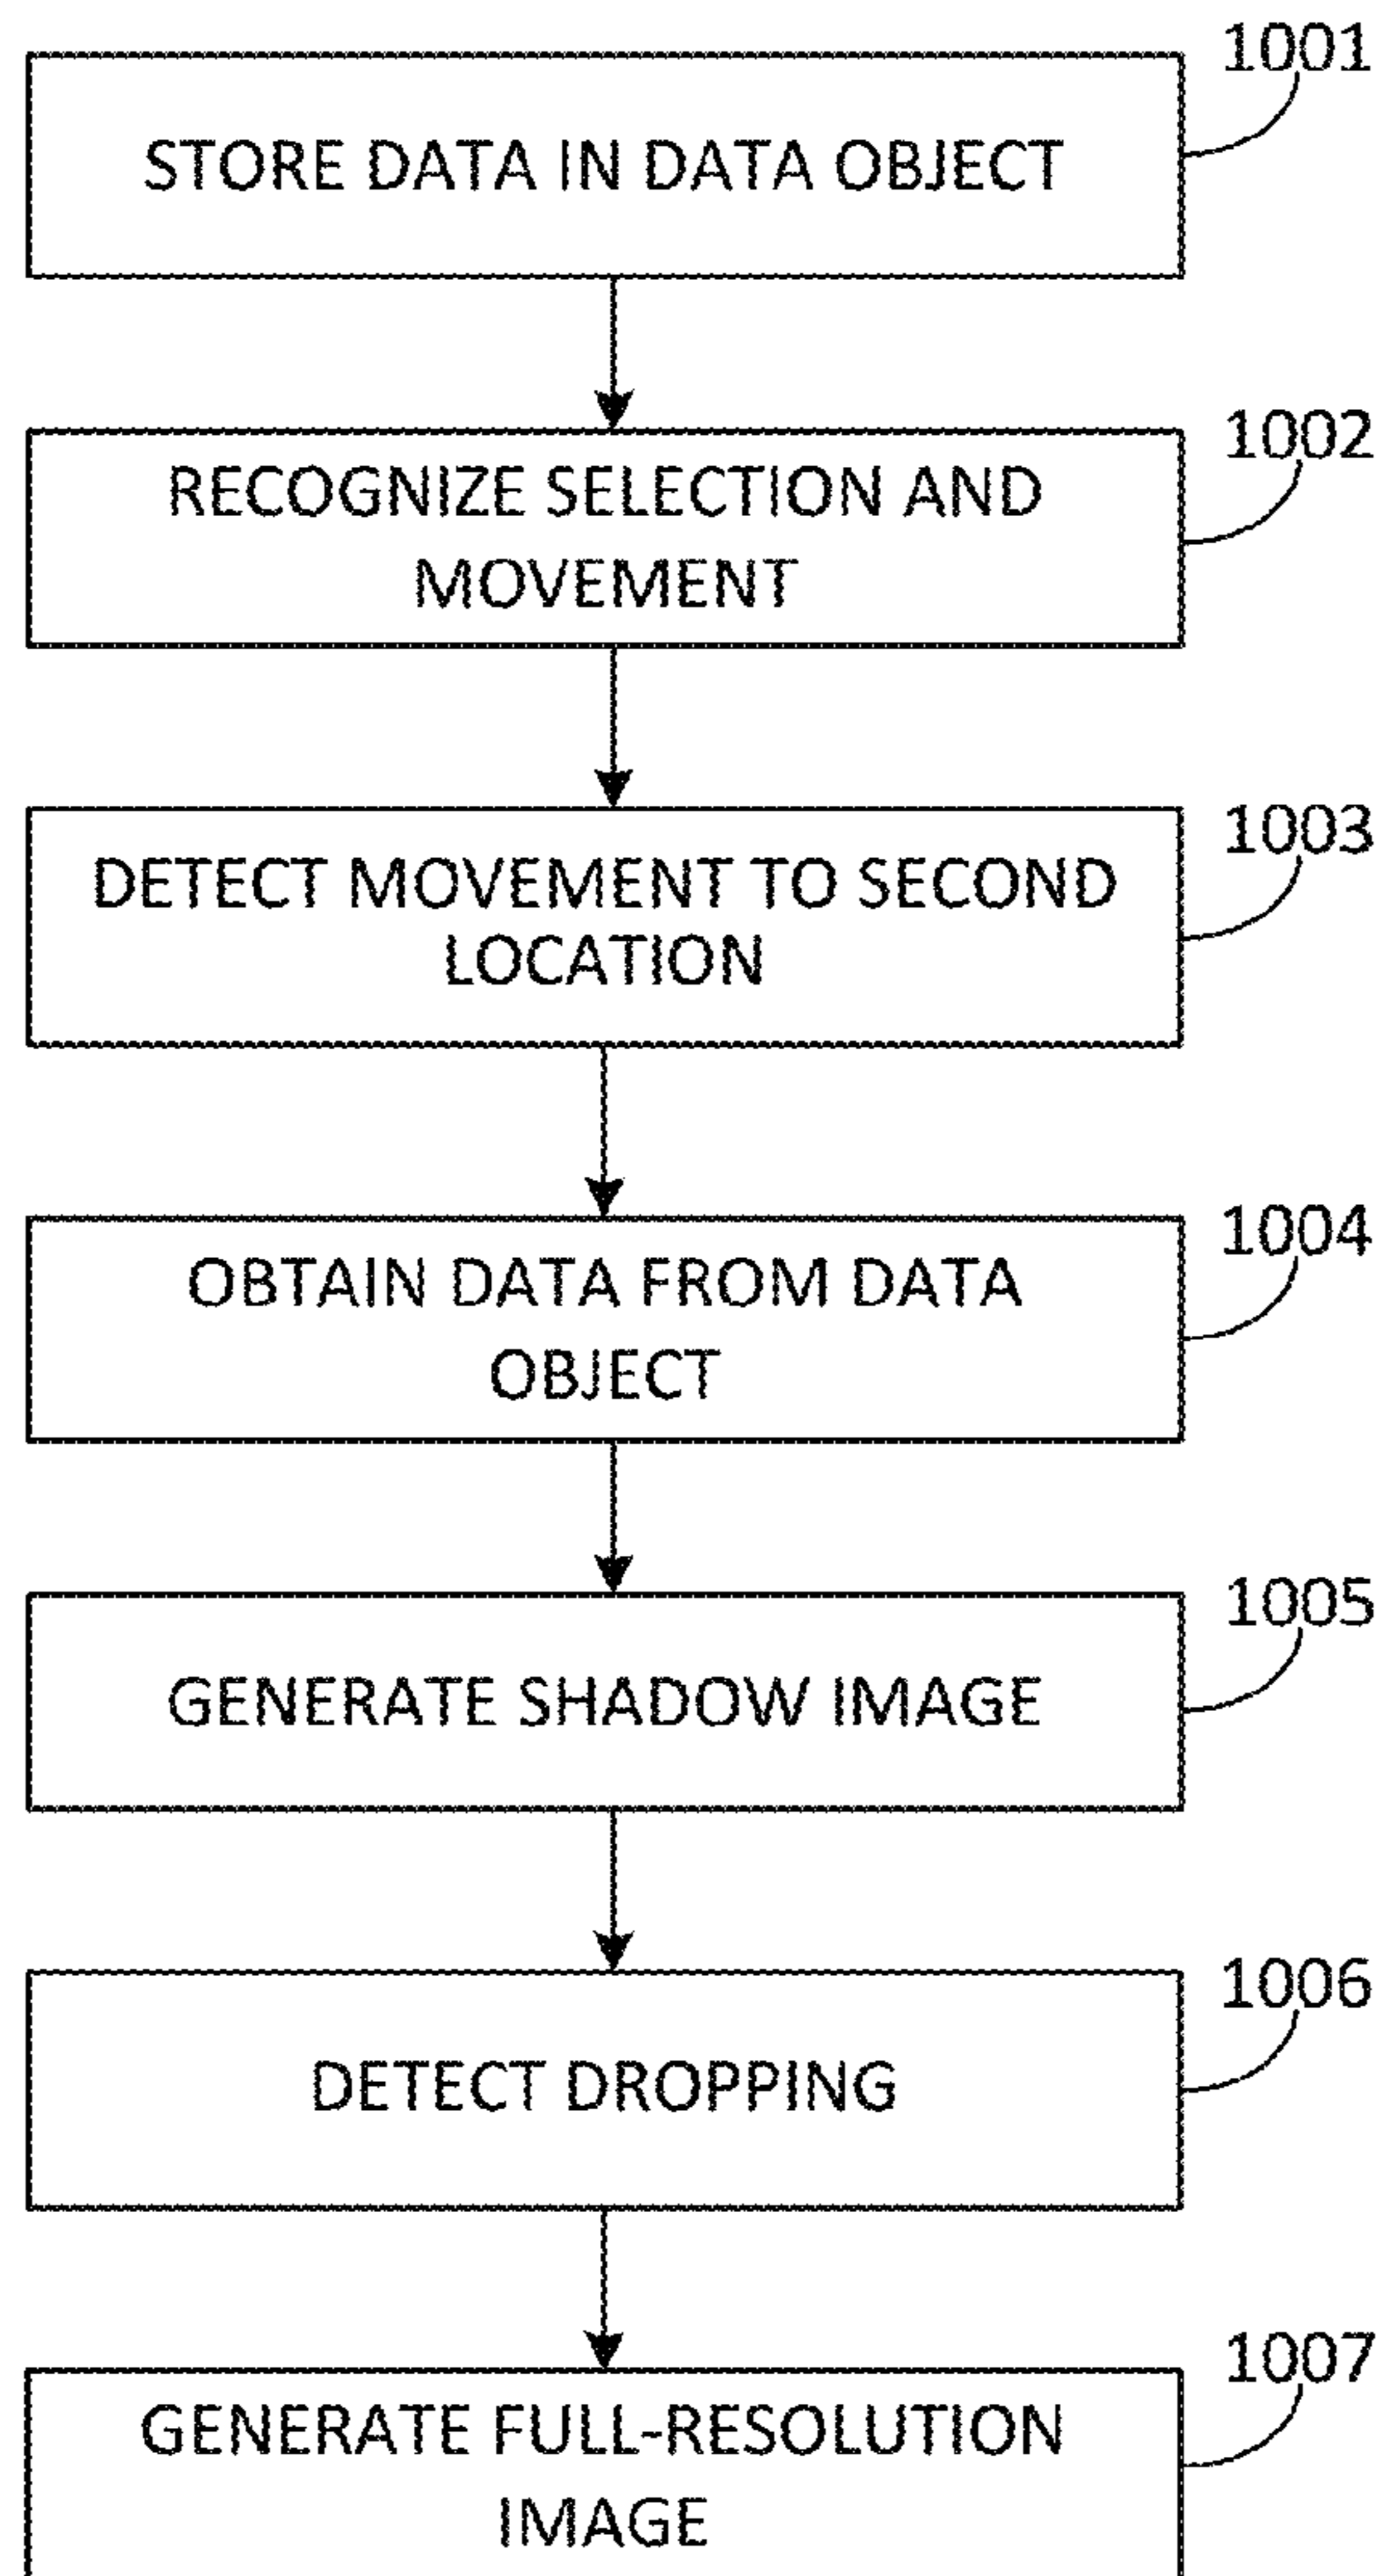 1001
STORE DATA IN DATA OBJECT
1002
RECOGNIZE SELECTION AND
MOVEMENT
1003
DETECT MOVEMENT TO SECOND
LOCATION
1004
OBTAIN DATA FROM DATA
OBJECT
1005
GENERATE SHADOW IMAGE
1006
DETECT DROPPING
1007
GENERATE FULL-RESOLUTION
IMAGE